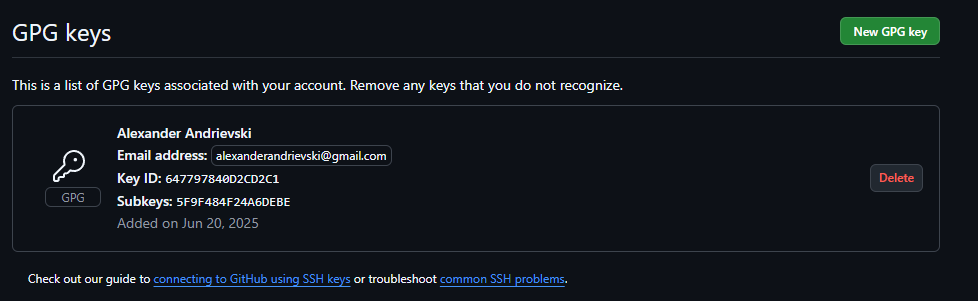 GPG keys
New GPG key
This is a list of GPG keys associated with your account. Remove any keys that you do not recognize.
Alexander Andrievski
Email address: alexanderandrievski@gmail.com
Key ID: 647797840D2CD2C1
GPG
Subkeys: 5F9F484F24A6DEBE
Added on Jun 20, 2025
Delete
Check out our guide to connecting to GitHub using SSH keys or troubleshoot common SSH problems.